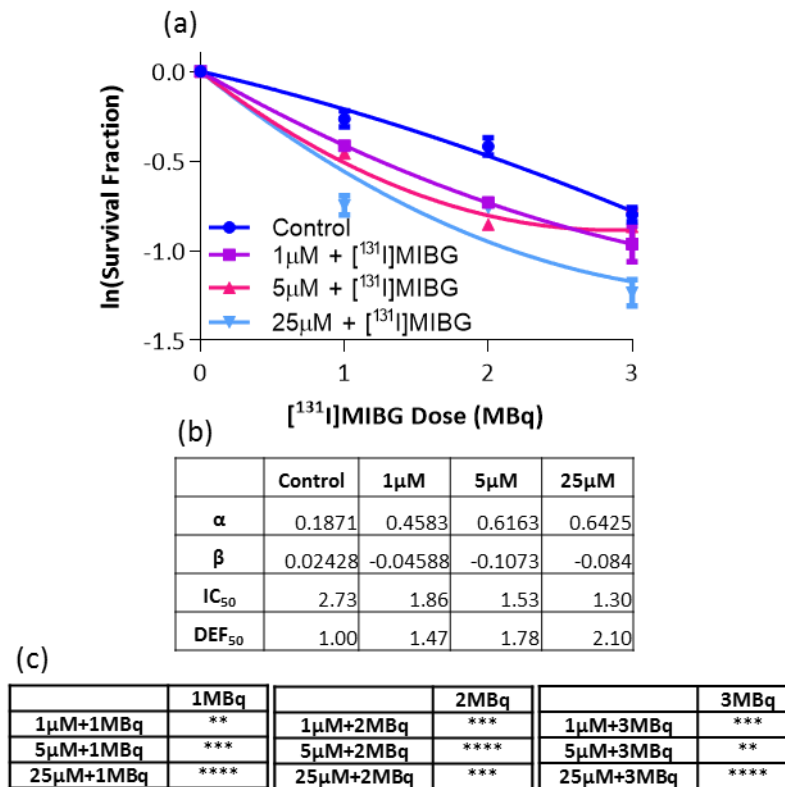 (a)
0.0
-0.5
-1.0
-1.5
ln(Survival Fraction)
Control
1μM + [¹³¹I]MIBG
5μM + [¹³¹I]MIBG
25μM + [¹³¹I]MIBG
0 1 2 3
[¹³¹I]MIBG Dose (MBq)
(b)
Control 1μM 5μM 25μM
α 0.1871 0.4583 0.6163 0.6425
β 0.02428 -0.04588 -0.1073 -0.084
IC₅₀ 2.73 1.86 1.53 1.30
DEF₅₀ 1.00 1.47 1.78 2.10
(c)
1MBq
1μM+1MBq **
5μM+1MBq ***
25μM+1MBq ****
2MBq
1μM+2MBq ***
5μM+2MBq ****
25μM+2MBq ***
3MBq
1μM+3MBq ***
5μM+3MBq **
25μM+3MBq ****